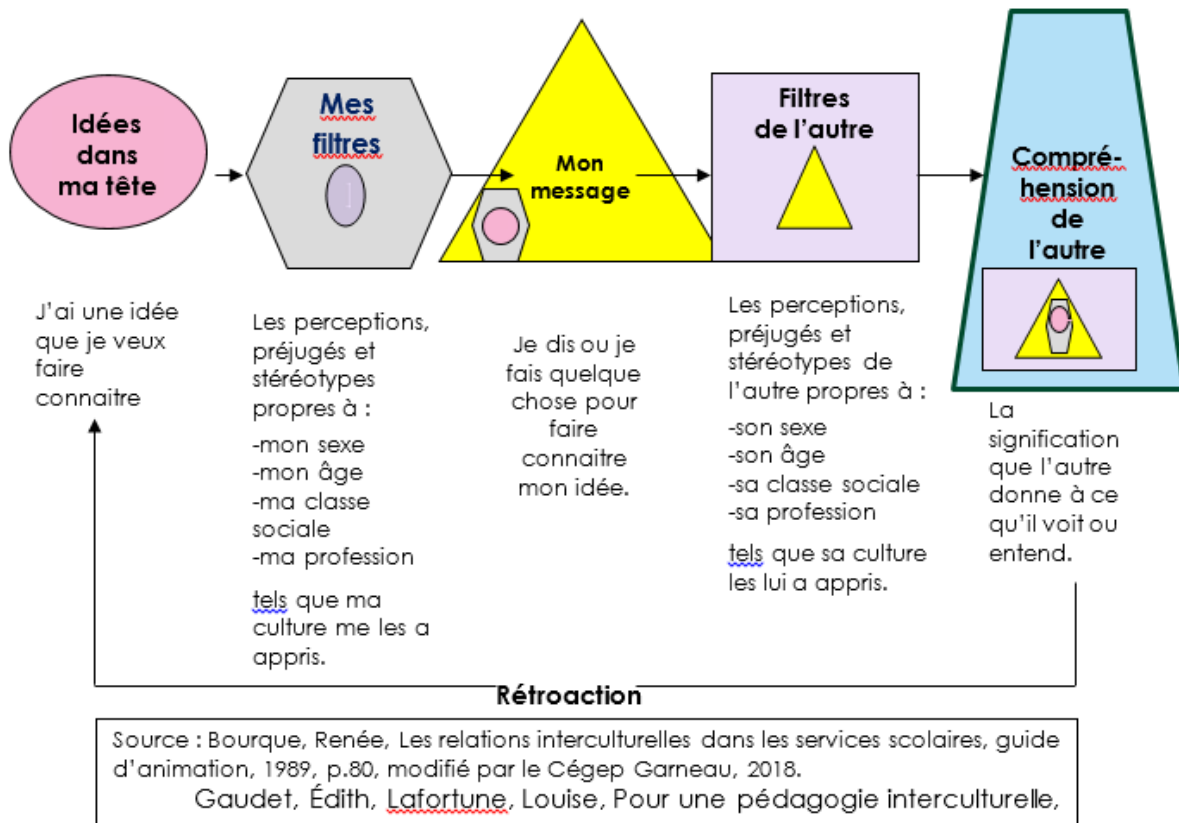 Idées
dans
ma tête
Mes
filtres
Mon
message
Filtres
de l'autre
Compré-
hension
de
l'autre
J'ai une idée
que je veux
faire
connaitre
Les perceptions,
préjugés et
stéréotypes
propres à :
-mon sexe
-mon âge
-ma classe
sociale
-ma profession
tels que ma
culture me les a
appris.
Je dis ou je
fais quelque
chose pour
faire
connaitre
mon idée.
Les perceptions,
préjugés et
stéréotypes de
l'autre propres à :
-son sexe
-son âge
-sa classe sociale
-sa profession
tels que sa culture
les lui a appris.
La
signification
que l'autre
donne à ce
qu'il voit ou
entend.
Rétroaction
Source : Bourque, Renée, Les relations interculturelles dans les services scolaires, guide
d'animation, 1989, p.80, modifié par le Cégep Garneau, 2018.
Gaudet, Édith, Lafortune, Louise, Pour une pédagogie interculturelle,